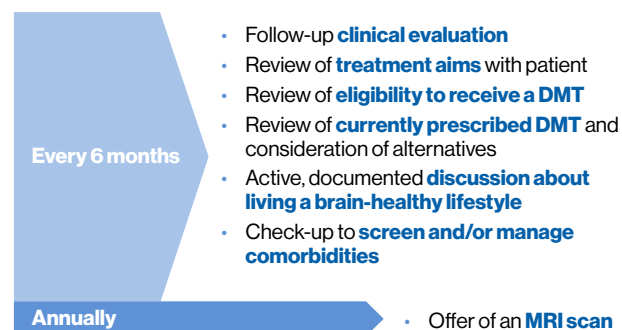 Every 6 months
• Follow-up clinical evaluation
• Review of treatment aims with patient
• Review of eligibility to receive a DMT
• Review of currently prescribed DMT and
consideration of alternatives
• Active, documented discussion about
living a brain-healthy lifestyle
• Check-up to screen and/or manage
comorbidities
Annually
• Offer of an MRI scan